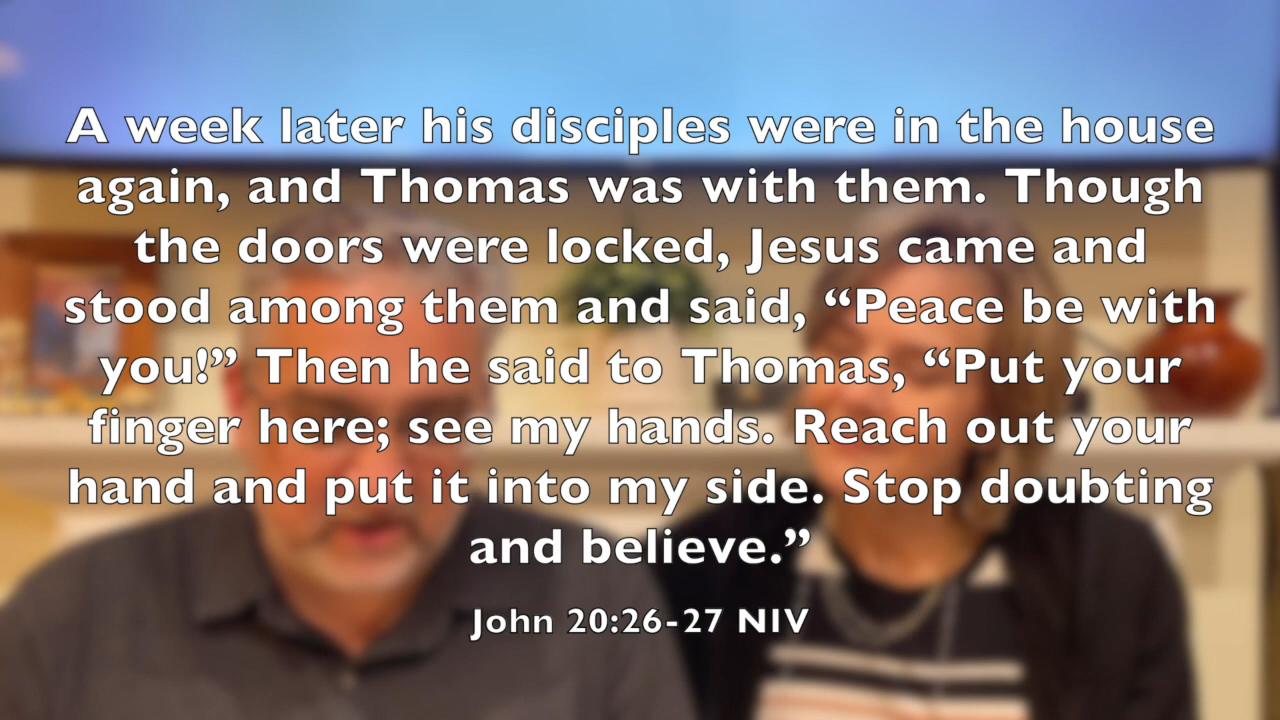 A week later his disciples were in the house
again, and Thomas was with them. Though
the doors were locked, Jesus came and
stood among them and said, “Peace be with
you!” Then he said to Thomas, “Put your
finger here; see my hands. Reach out your
hand and put it into my side. Stop doubting
and believe.”
John 20:26-27 NIV